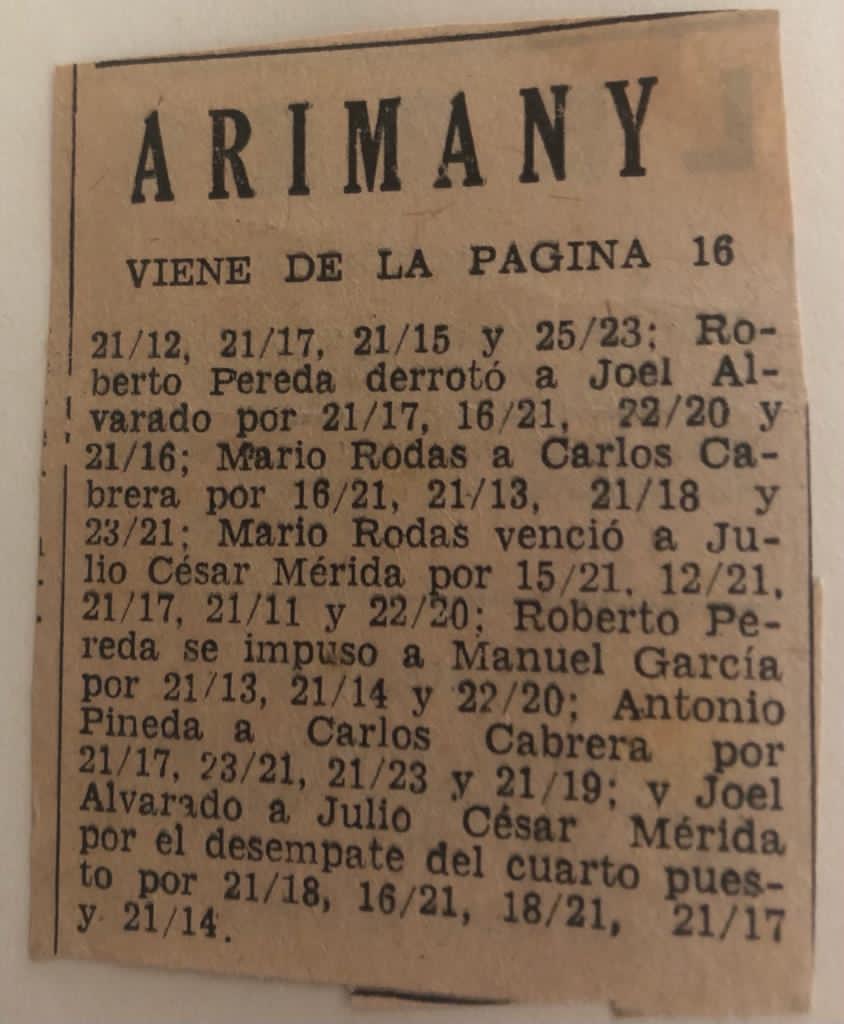 ARIMANY
VIENE DE LA PAGINA 16
21/12, 21/17, 21/15 y 25/23; Ro-
berto Pereda derrotó a Joel Al-
varado por 21/17, 16/21, 22/20 y
21/16; Mario Rodas a Carlos Ca-
brera por 16/21, 21/13, 21/18 y
23/21; Mario Rodas venció a Ju-
lio César Mérida por 15/21, 12/21,
21/17, 21/11 y 22/20; Roberto Pe-
reda se impuso a Manuel García
por 21/13, 21/14 y 22/20; Antonio
Pineda a Carlos Cabrera por
21/17, 23/21, 21/23 y 21/19; y Joel
Alvarado a Julio César Mérida
por el desempate del cuarto pues-
to por 21/18, 16/21, 18/21, 21/17
y 21/14.